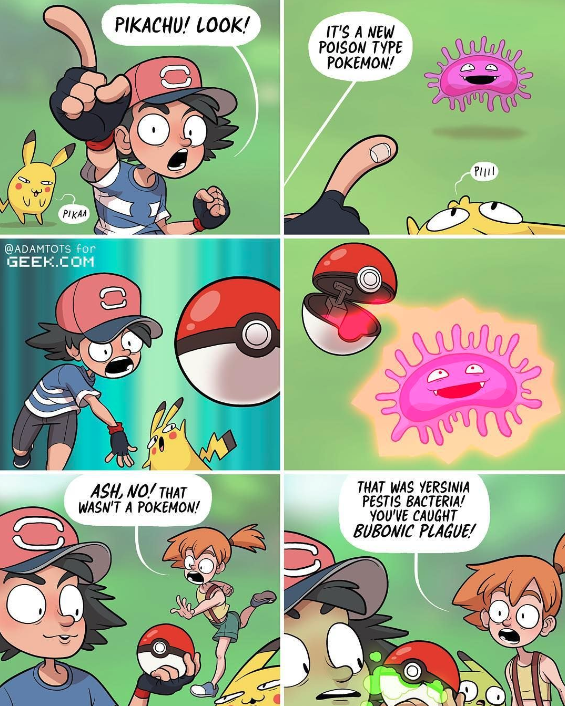 PIKACHU! LOOK!
PIKAA
IT'S A NEW
POISON TYPE
POKEMON!
PIIII
@ADAMTOTS for
GEEK.COM
ASH, NO! THAT
WASN'T A POKEMON!
THAT WAS YERSINIA
PESTIS BACTERIA!
YOU'VE CAUGHT
BUBONIC PLAGUE!